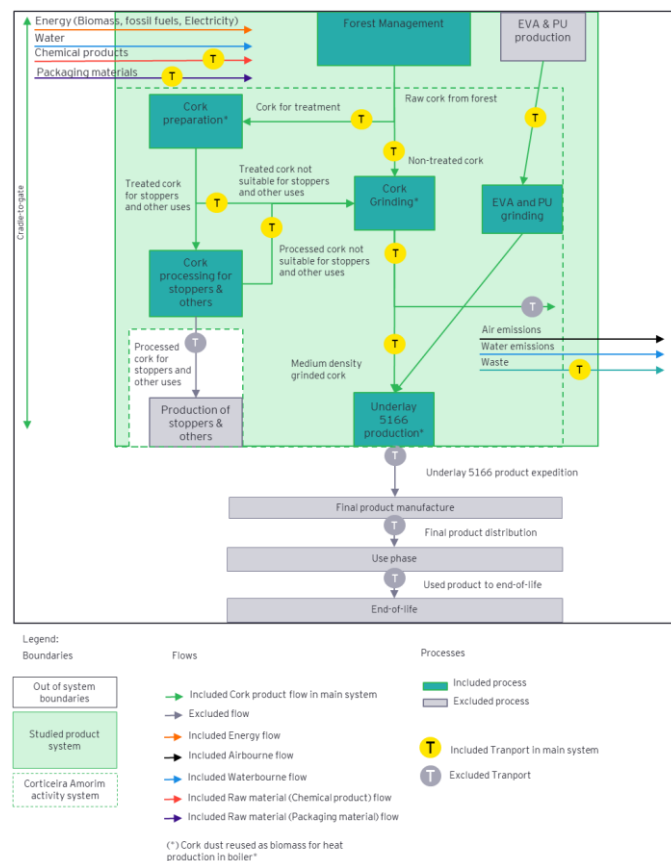 Energy (Biomass, fossil fuels, Electricity)
Water
Chemical products
T
Packaging materials
T
Forest Management
EVA & PU
production
Cork
preparation*
Cork for treatment
T
Raw cork from forest
T
T
Non-treated cork
Cradle-to-gate
Treated cork
for stoppers
and other uses
T
Treated cork not
suitable for stoppers
and other uses
Cork
Grinding*
EVA and PU
grinding
T
Processed cork not
suitable for stoppers
and other uses
T
Cork
processing for
stoppers &
others
T
Air emissions
Water emissions
Waste
T
T
Processed
cork for
stoppers and
other uses
T
Medium density
grinded cork
Production of
stoppers &
others
Underlay
5166
production*
T
Underlay 5166 product expedition
Final product manufacture
T
Final product distribution
Use phase
T
Used product to end-of-life
End-of-life
Legend:
Boundaries
Out of system
boundaries
Studied product
system
Corticeira Amorim
activity system
Flows
Included Cork product flow in main system
Excluded flow
Included Energy flow
Included Airbourne flow
Included Waterbourne flow
Included Raw material (Chemical product) flow
Included Raw material (Packaging material) flow
(*) Cork dust reused as biomass for heat
production in boiler*
Processes
Included process
Excluded process
T
Included Tranport in main system
T
Excluded Tranport